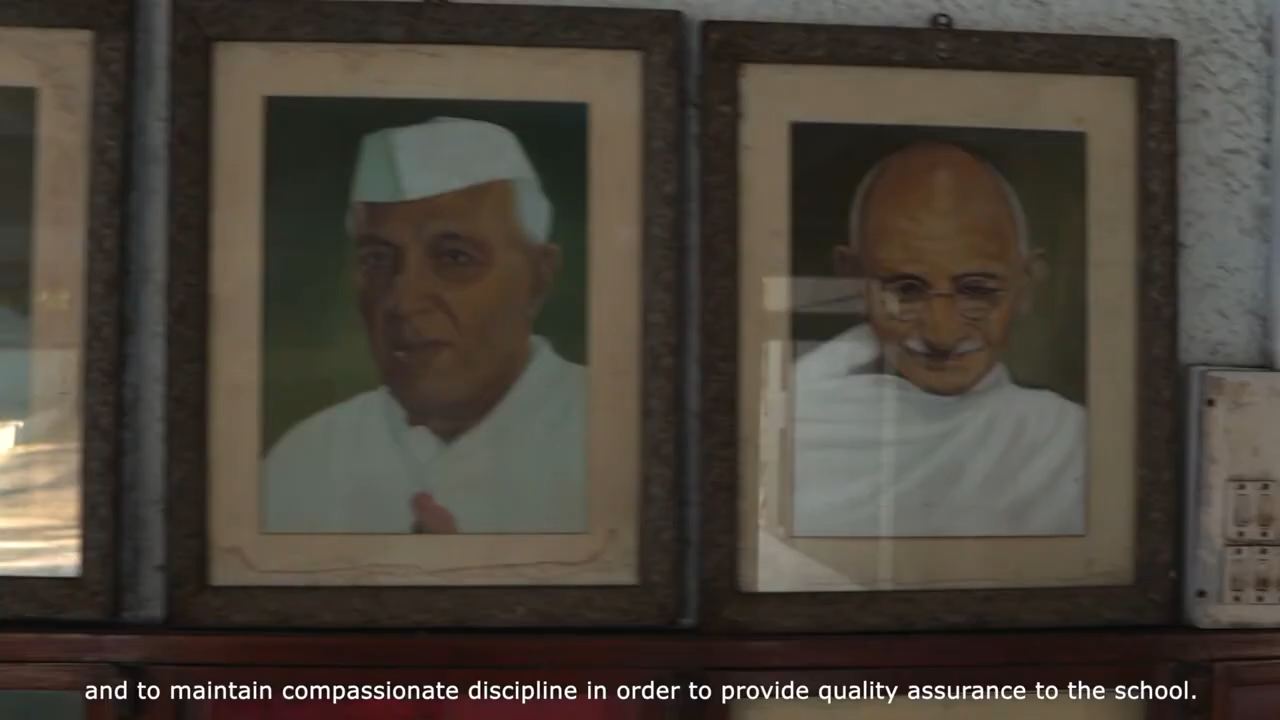 and to maintain compassionate discipline in order to provide quality assurance to the school.